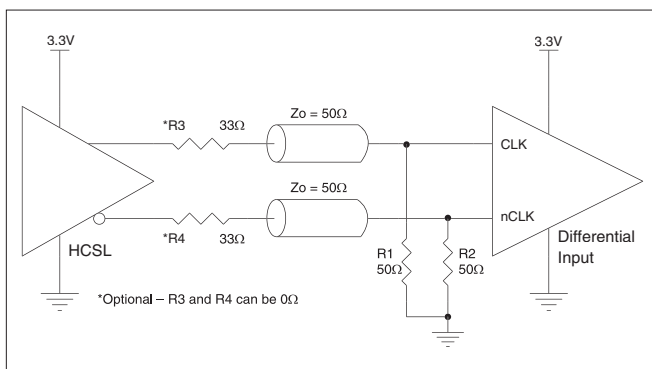 3.3V
3.3V
*R3
33Ω
Zo = 50Ω
CLK
Zo = 50Ω
nCLK
*R4
33Ω
HCSL
R1
50Ω
R2
50Ω
Differential
Input
*Optional – R3 and R4 can be 0Ω